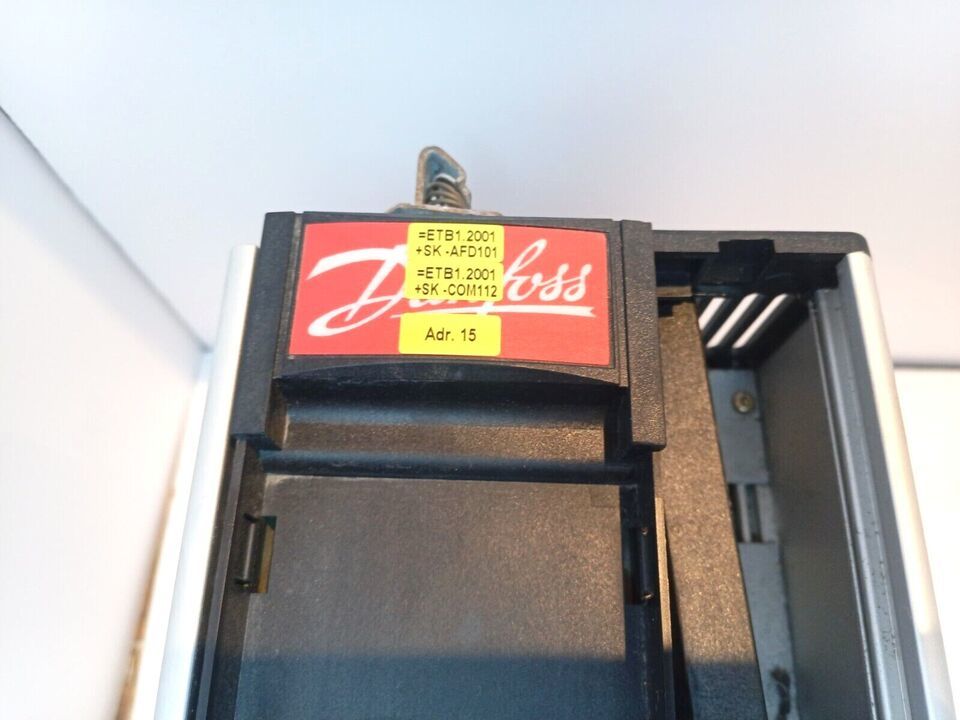 Danfoss
=ETB1.2001
+SK -AFD101
=ETB1.2001
+SK -COM112
Adr. 15